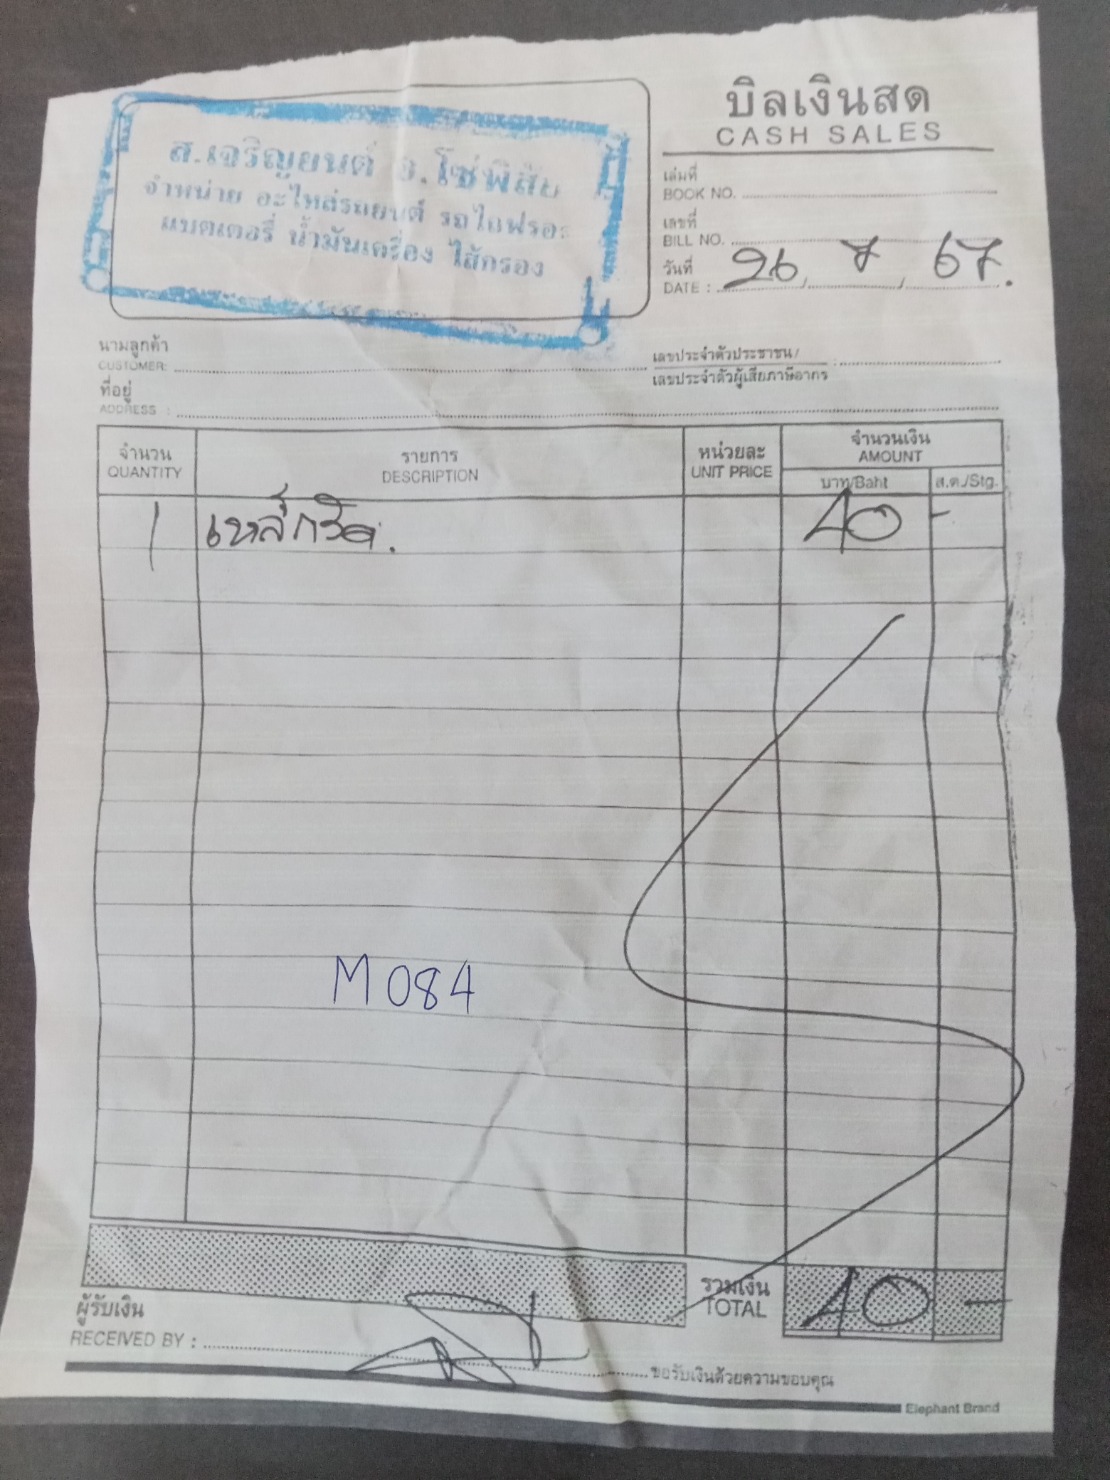 บิลเงินสด
CASH SALES
ส.เจริญยนต์ อ.โซ่พิสัย
จำหน่าย อะไหล่รถยนต์ รถไถฟรอ
แบตเตอรี่ น้ำมันเครื่อง ไส้กรอง
เล่มที่
BOOK NO.
เลขที่
BILL NO.
วันที่
DATE : 26 / 7 / 67.
นามลูกค้า
CUSTOMER:
เลขประจำตัวประชาชน/
เลขประจำตัวผู้เสียภาษีอากร :
ที่อยู่
ADDRESS :
จำนวน รายการ หน่วยละ จำนวนเงิน
QUANTITY DESCRIPTION UNIT PRICE AMOUNT
บาท/Baht ส.ต./Stg.
1 40 -
M 084
รวมเงิน
TOTAL 40 -
ผู้รับเงิน
RECEIVED BY :
ขอรับเงินด้วยความขอบคุณ
Elephant Brand